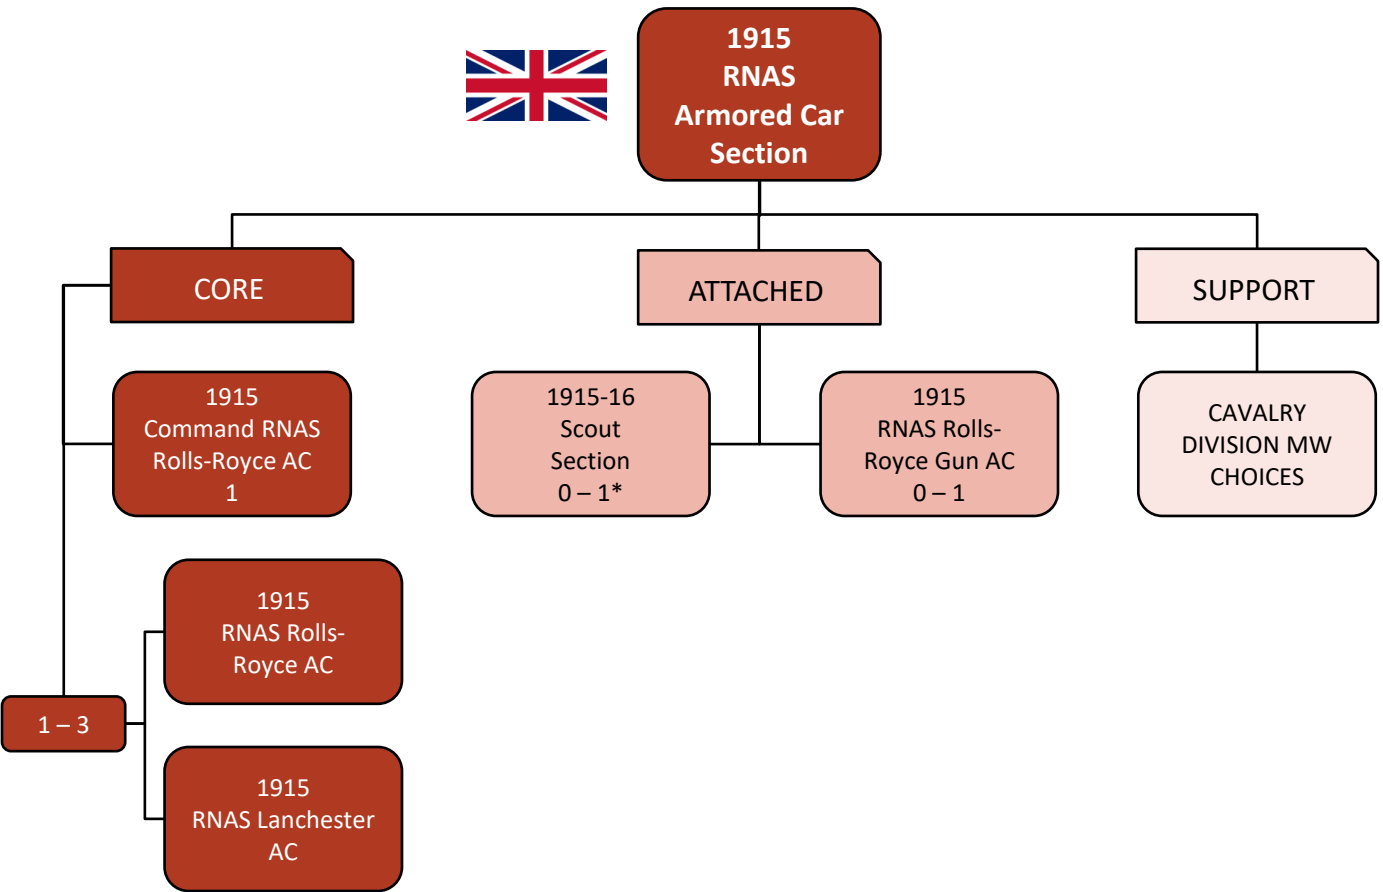 1915
RNAS
Armored Car
Section
CORE
ATTACHED
SUPPORT
1915
Command RNAS
Rolls-Royce AC
1
1915-16
Scout
Section
0 – 1*
1915
RNAS Rolls-
Royce Gun AC
0 – 1
CAVALRY
DIVISION MW
CHOICES
1 – 3
1915
RNAS Rolls-
Royce AC
1915
RNAS Lanchester
AC